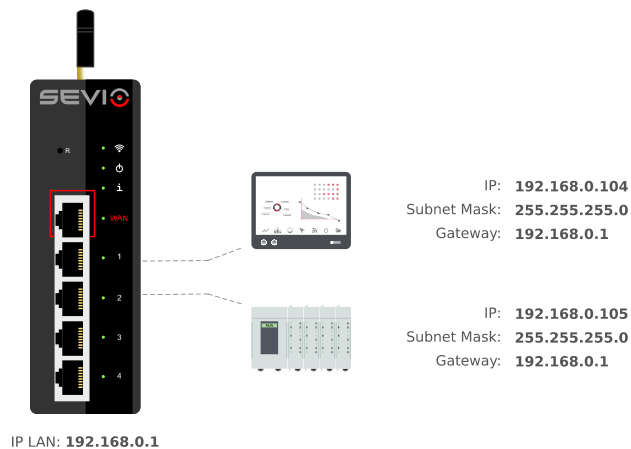 SEVIO
R
WAN
1
2
3
4
IP: 192.168.0.104
Subnet Mask: 255.255.255.0
Gateway: 192.168.0.1
IP: 192.168.0.105
Subnet Mask: 255.255.255.0
Gateway: 192.168.0.1
IP LAN: 192.168.0.1